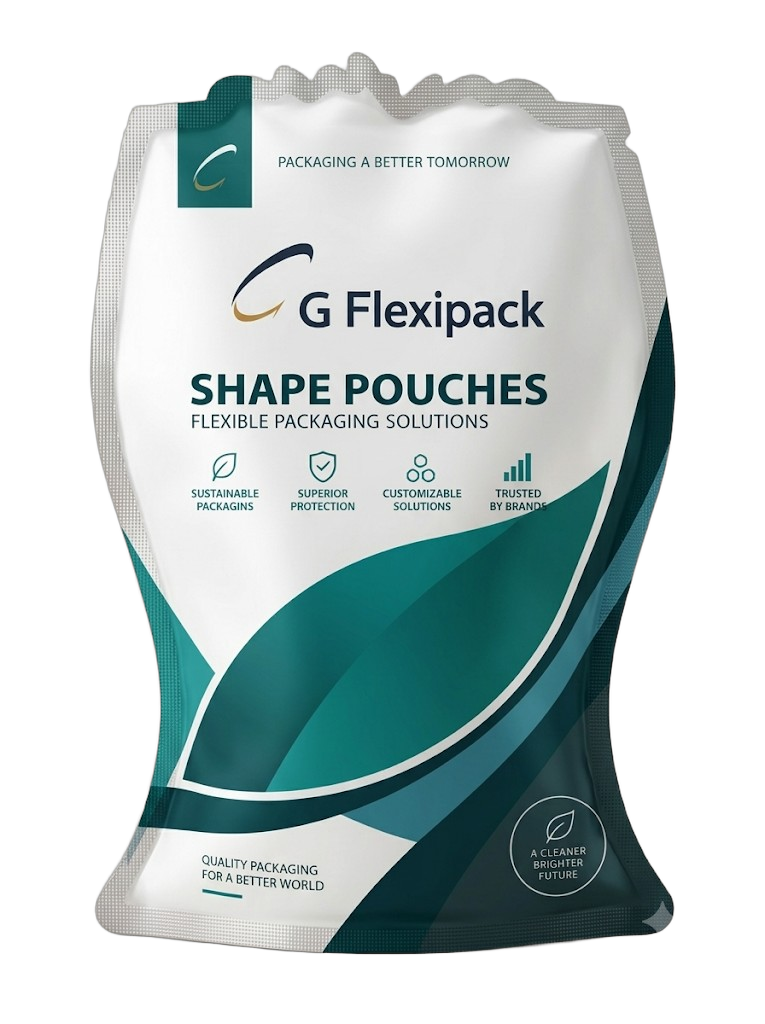 PACKAGING A BETTER TOMORROW
G Flexipack
SHAPE POUCHES
FLEXIBLE PACKAGING SOLUTIONS
SUSTAINABLE
PACKAGINS
SUPERIOR
PROTECTION
CUSTOMIZABLE
SOLUTIONS
TRUSTED
BY BRANDS
QUALITY PACKAGING
FOR A BETTER WORLD
A CLEANER
BRIGHTER
FUTURE